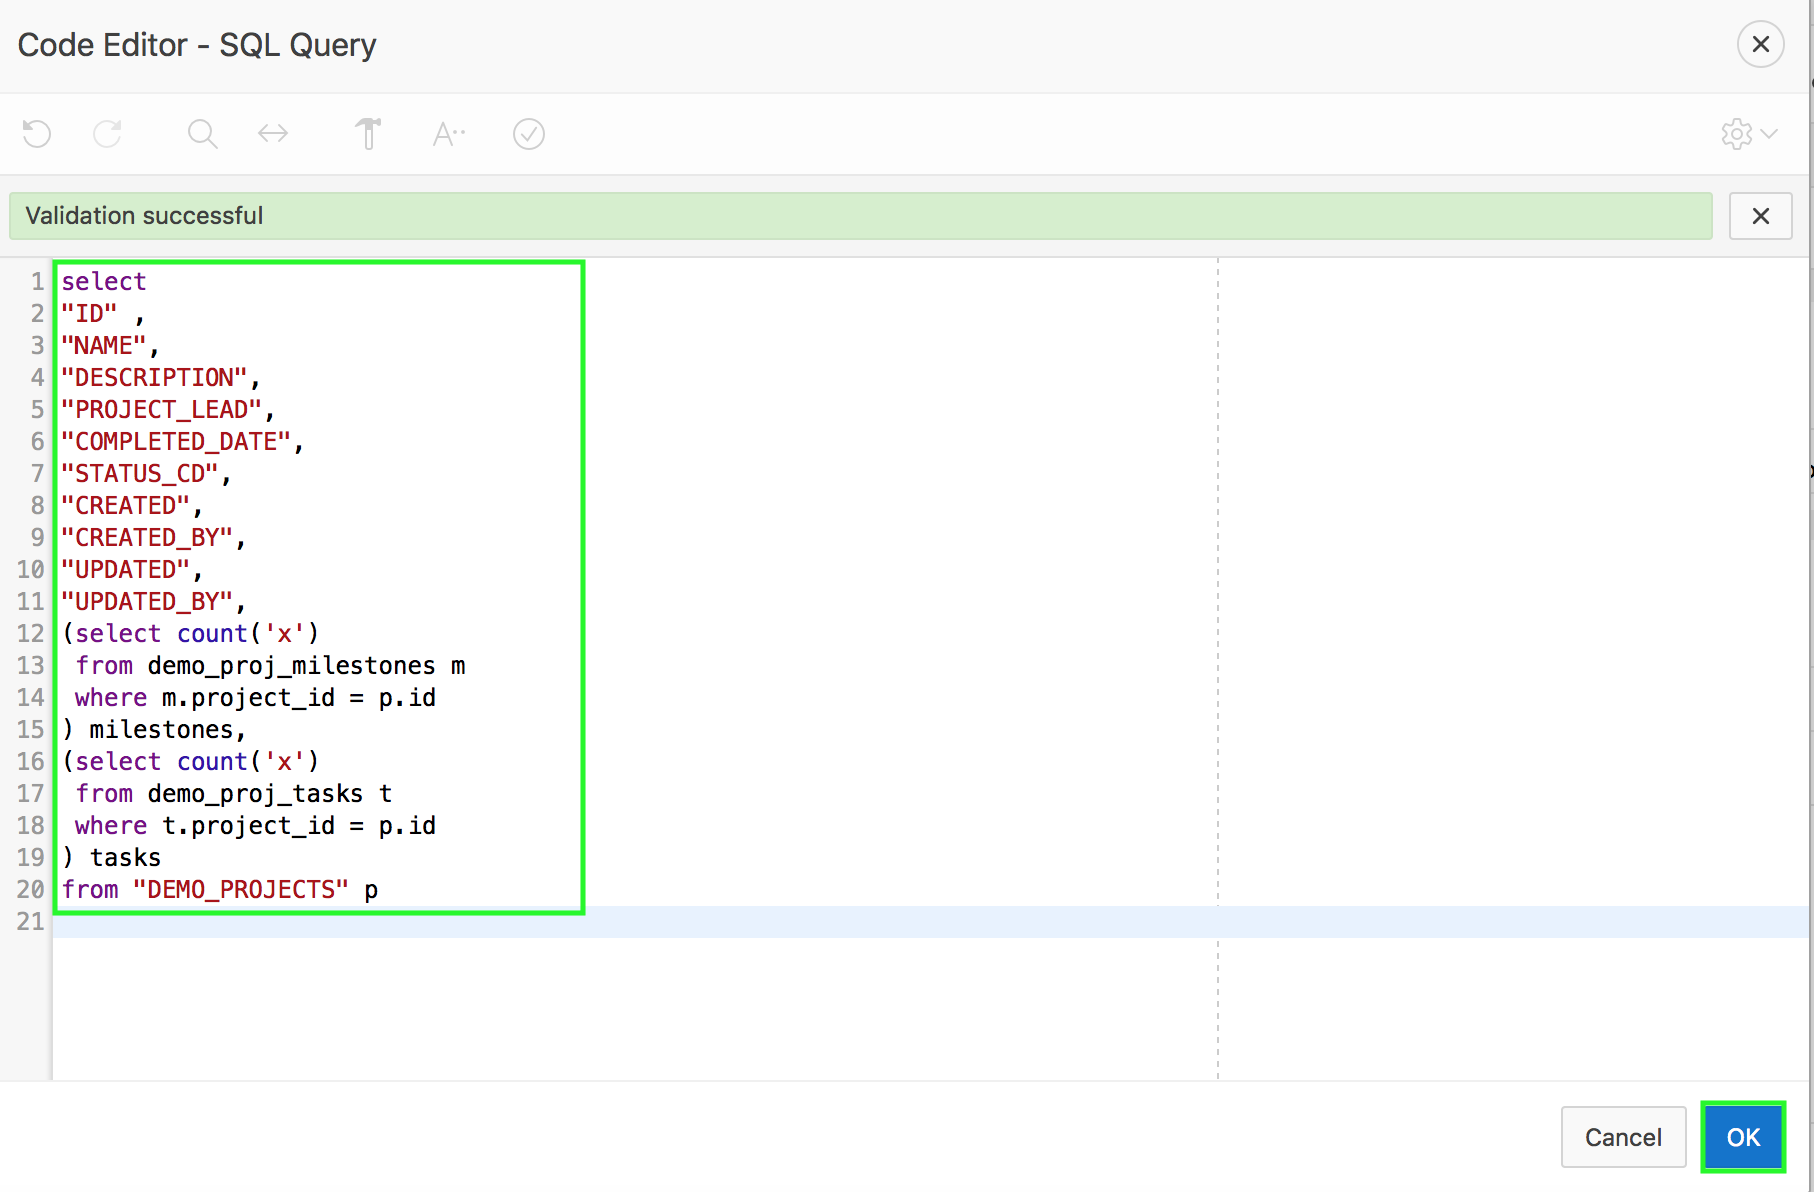 Code Editor - SQL Query
Validation successful
1 select
2 "ID" ,
3 "NAME",
4 "DESCRIPTION",
5 "PROJECT_LEAD",
6 "COMPLETED_DATE",
7 "STATUS_CD",
8 "CREATED",
9 "CREATED_BY",
10 "UPDATED",
11 "UPDATED_BY",
12 (select count('x')
13  from demo_proj_milestones m
14  where m.project_id = p.id
15 ) milestones,
16 (select count('x')
17  from demo_proj_tasks t
18  where t.project_id = p.id
19 ) tasks
20 from "DEMO_PROJECTS" p
21
Cancel OK